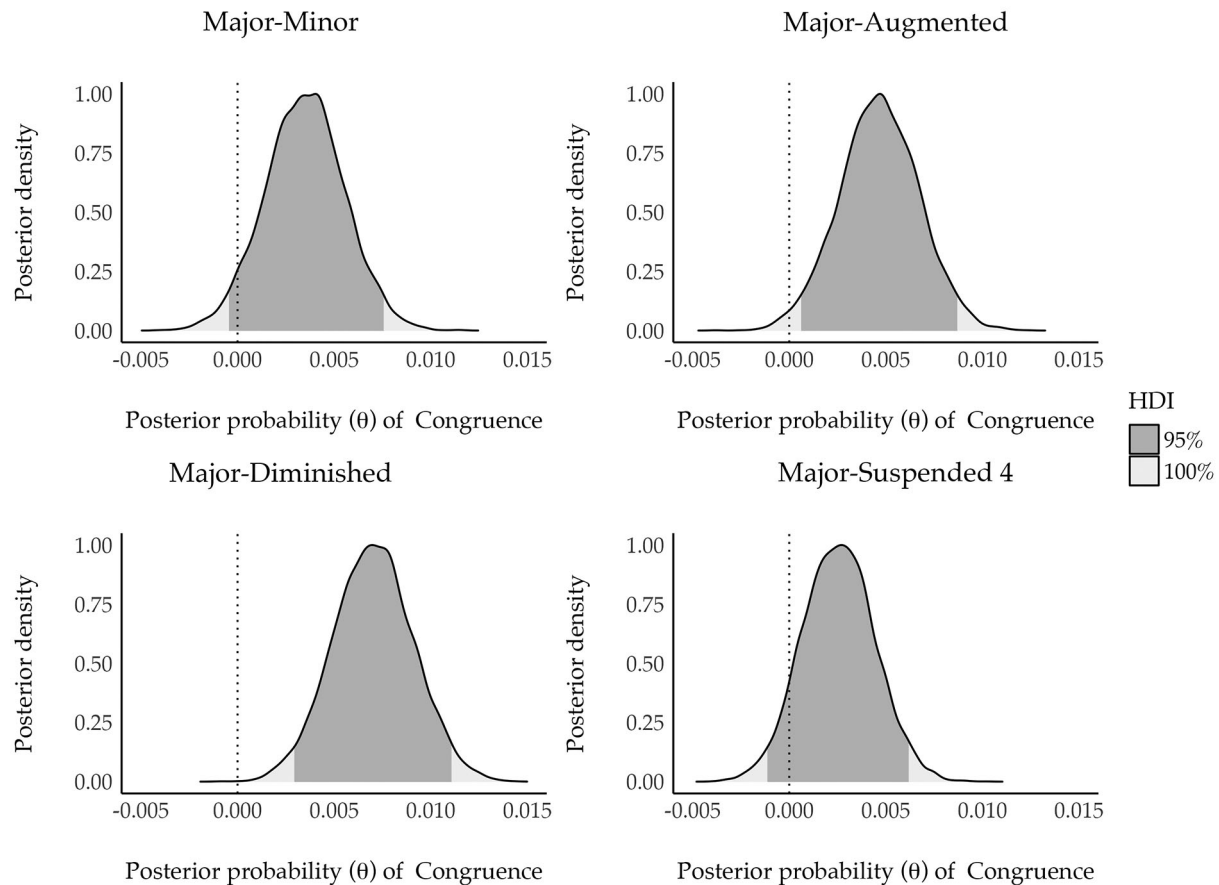 Major-Minor
Posterior density
1.00
0.75
0.50
0.25
0.00
-0.005 0.000 0.005 0.010 0.015
Posterior probability (θ) of Congruence
Major-Augmented
Posterior density
1.00
0.75
0.50
0.25
0.00
-0.005 0.000 0.005 0.010 0.015
Posterior probability (θ) of Congruence
HDI
95%
100%
Major-Diminished
Posterior density
1.00
0.75
0.50
0.25
0.00
-0.005 0.000 0.005 0.010 0.015
Posterior probability (θ) of Congruence
Major-Suspended 4
Posterior density
1.00
0.75
0.50
0.25
0.00
-0.005 0.000 0.005 0.010 0.015
Posterior probability (θ) of Congruence